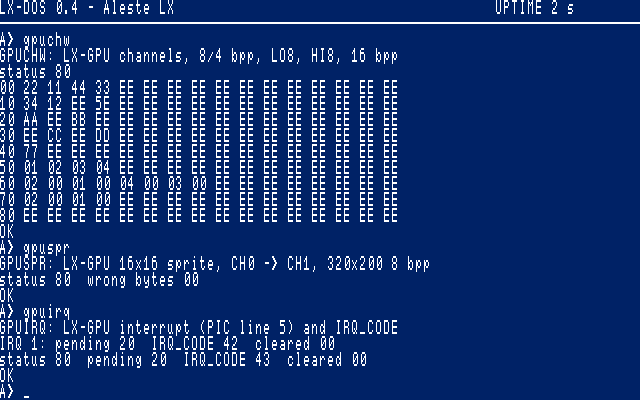 LX-DOS 0.4 - Aleste LX UPTIME 2 s
A> gpuchw
GPUCHW: LX-GPU channels, 8/4 bpp, LO8, HI8, 16 bpp
status 80
00 22 11 44 33 EE EE EE EE EE EE EE EE EE EE EE EE
10 34 12 EE 5E EE EE EE EE EE EE EE EE EE EE EE EE
20 AA EE BB EE EE EE EE EE EE EE EE EE EE EE EE EE
30 EE CC EE DD EE EE EE EE EE EE EE EE EE EE EE EE
40 77 EE EE EE EE EE EE EE EE EE EE EE EE EE EE EE
50 01 02 03 04 EE EE EE EE EE EE EE EE EE EE EE EE
60 02 00 01 00 04 00 03 00 EE EE EE EE EE EE EE EE
70 02 00 01 00 EE EE EE EE EE EE EE EE EE EE EE EE
80 EE EE EE EE EE EE EE EE EE EE EE EE EE EE EE EE
OK
A> gpuspr
GPUSPR: LX-GPU 16x16 sprite, CH0 -> CH1, 320x200 8 bpp
status 80 wrong bytes 00
OK
A> gpuirq
GPUIRQ: LX-GPU interrupt (PIC line 5) and IRQ_CODE
IRQ 1: pending 20 IRQ_CODE 42 cleared 00
status 80 pending 20 IRQ_CODE 43 cleared 00
OK
A> _